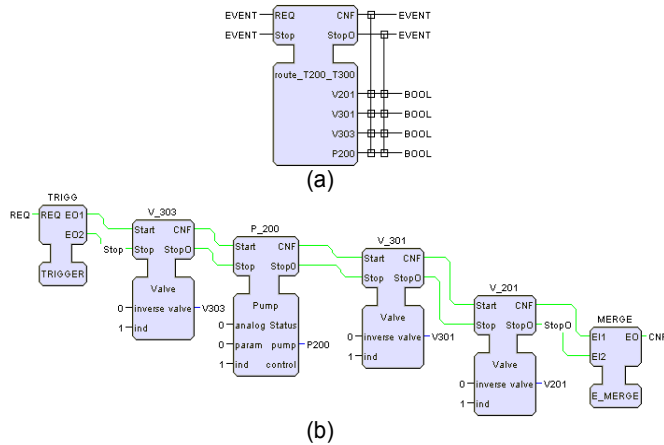 EVENT REQ CNF EVENT
EVENT Stop StopO EVENT
route_T200_T300
V201 BOOL
V301 BOOL
V303 BOOL
P200 BOOL
(a)
TRIGG
REQ REQ EO1
EO2
TRIGGER
V_303
Start CNF
Stop Stop StopO
Valve
0 inverse valve V303
1 ind
P_200
Start CNF
Stop StopO
Pump
0 analog Status
0 param pump P200
1 ind control
V_301
Start CNF
Stop StopO
Valve
0 inverse valve V301
1 ind
V_201
Start CNF
Stop StopO StopO
Valve
0 inverse valve V201
1 ind
MERGE
EI1 EO CNF
EI2
E_MERGE
(b)